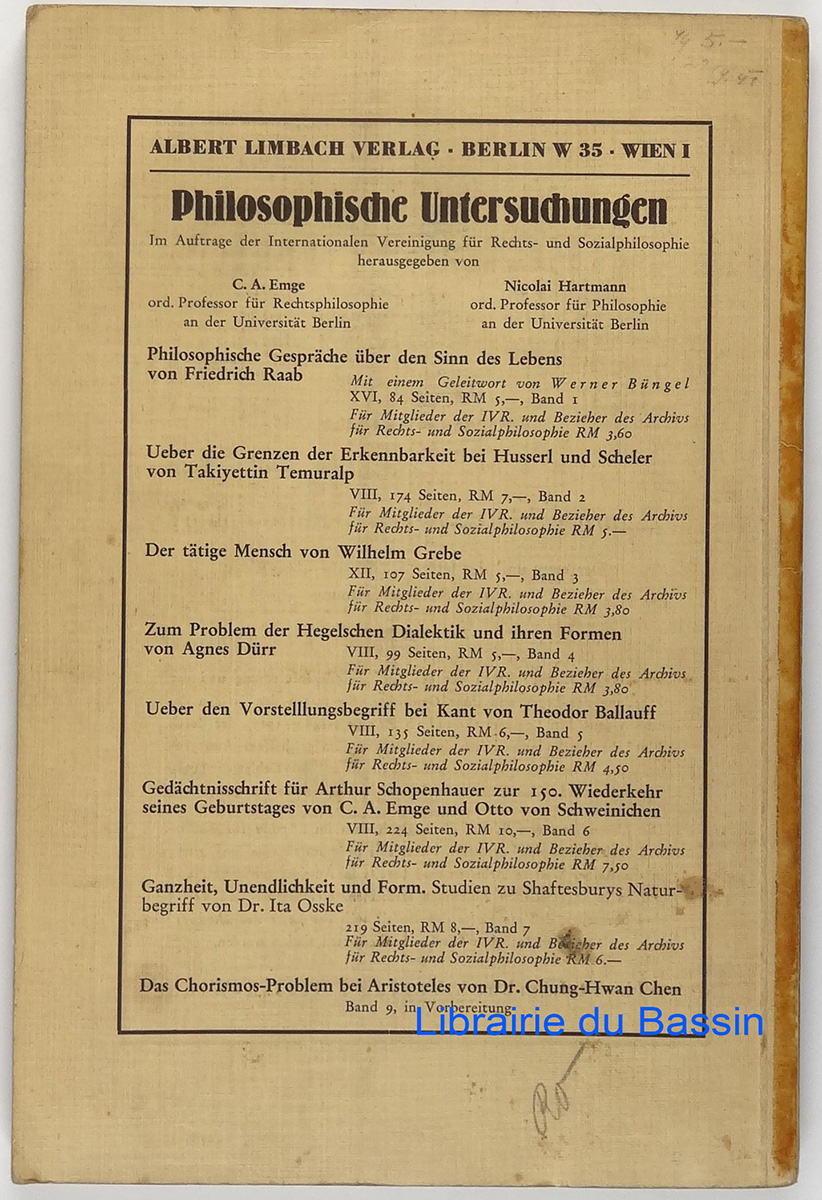 5.—
ALBERT LIMBACH VERLAG · BERLIN W 35 · WIEN I
Philosophische Untersuchungen
Im Auftrage der Internationalen Vereinigung für Rechts- und Sozialphilosophie
herausgegeben von
C. A. Emge
ord. Professor für Rechtsphilosophie
an der Universität Berlin
Nicolai Hartmann
ord. Professor für Philosophie
an der Universität Berlin
Philosophische Gespräche über den Sinn des Lebens
von Friedrich Raab
Mit einem Geleitwort von Werner Büngel
XVI, 84 Seiten, RM 5,—, Band 1
Für Mitglieder der IVR. und Bezieher des Archivs
für Rechts- und Sozialphilosophie RM 3,60
Ueber die Grenzen der Erkennbarkeit bei Husserl und Scheler
von Takiyettin Temuralp
VIII, 174 Seiten, RM 7,—, Band 2
Für Mitglieder der IVR. und Bezieher des Archivs
für Rechts- und Sozialphilosophie RM 5.—
Der tätige Mensch von Wilhelm Grebe
XII, 107 Seiten, RM 5,—, Band 3
Für Mitglieder der IVR. und Bezieher des Archivs
für Rechts- und Sozialphilosophie RM 3,80
Zum Problem der Hegelschen Dialektik und ihren Formen
von Agnes Dürr
VIII, 99 Seiten, RM 5,—, Band 4
Für Mitglieder der IVR. und Bezieher des Archivs
für Rechts- und Sozialphilosophie RM 3,80
Ueber den Vorstelllungsbegriff bei Kant von Theodor Ballauff
VIII, 135 Seiten, RM 6,—, Band 5
Für Mitglieder der IVR. und Bezieher des Archivs
für Rechts- und Sozialphilosophie RM 4,50
Gedächtnisschrift für Arthur Schopenhauer zur 150. Wiederkehr
seines Geburtstages von C. A. Emge und Otto von Schweinichen
VIII, 224 Seiten, RM 10,—, Band 6
Für Mitglieder der IVR. und Bezieher des Archivs
für Rechts- und Sozialphilosophie RM 7,50
Ganzheit, Unendlichkeit und Form. Studien zu Shaftesburys Natur-
begriff von Dr. Ita Osske
219 Seiten, RM 8,—, Band 7
Für Mitglieder der IVR. und Bezieher des Archivs
für Rechts- und Sozialphilosophie RM 6.—
Das Chorismos-Problem bei Aristoteles von Dr. Chung-Hwan Chen
Band 9, in Vorbereitung.
Librairie du Bassin